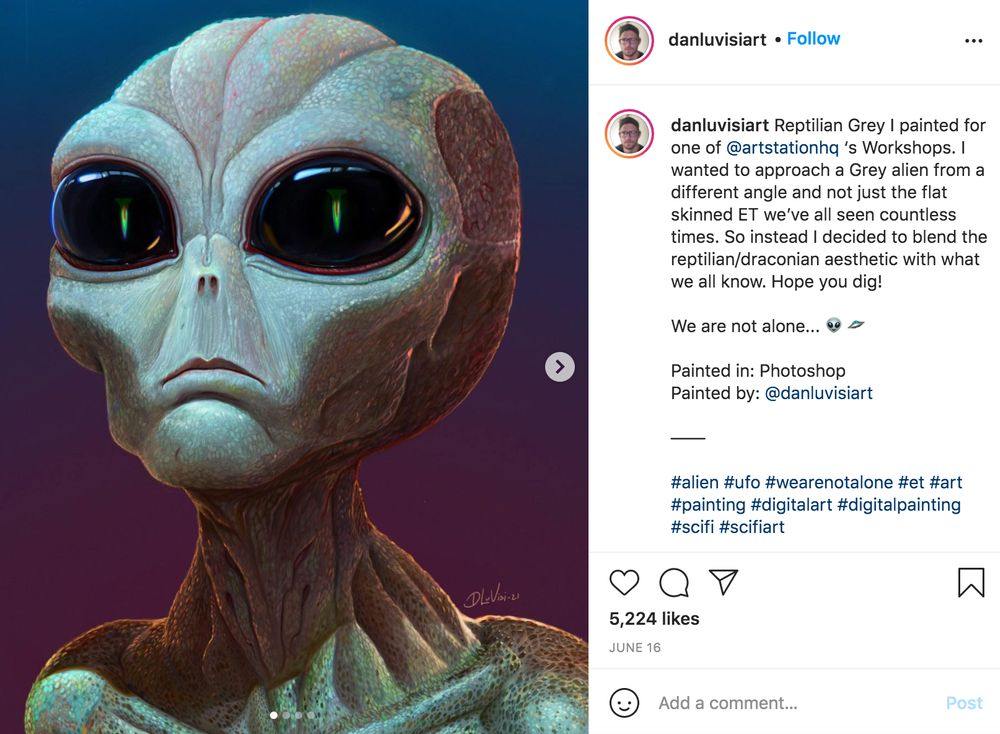 danluvisiart • Follow
danluvisiart Reptilian Grey I painted for
one of @artstationhq ‘s Workshops. I
wanted to approach a Grey alien from a
different angle and not just the flat
skinned ET we’ve all seen countless
times. So instead I decided to blend the
reptilian/draconian aesthetic with what
we all know. Hope you dig!
We are not alone... 👽 🛸
Painted in: Photoshop
Painted by: @danluvisiart
#alien #ufo #wearenotalone #et #art
#painting #digitalart #digitalpainting
#scifi #scifiart
5,224 likes
JUNE 16
Add a comment... Post
DLuVisi-21